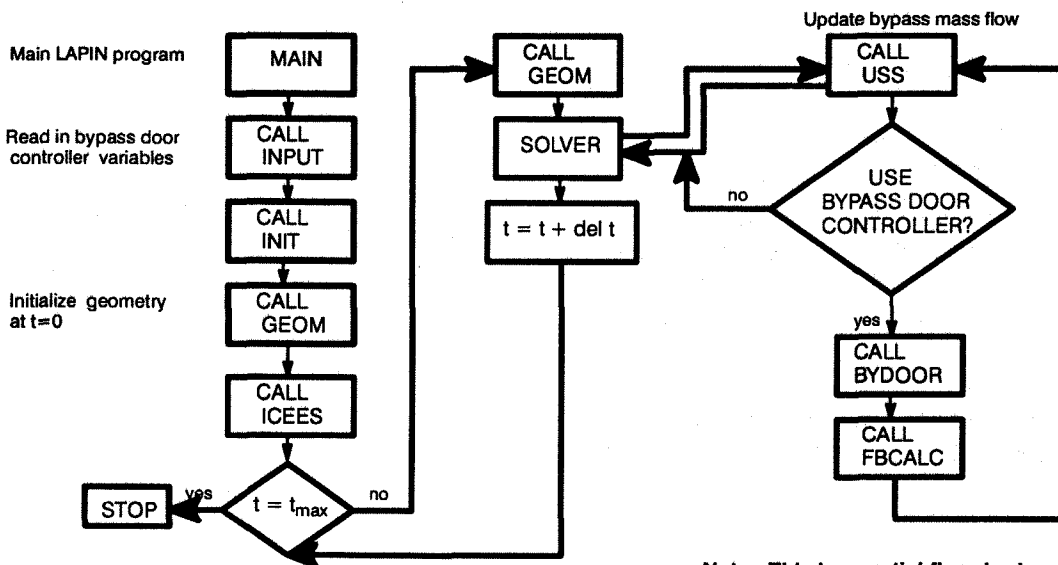 Main LAPIN program
MAIN
Read in bypass door
controller variables
CALL
INPUT
CALL
INIT
Initialize geometry
at t=0
CALL
GEOM
CALL
ICEES
t = tmax
yes
STOP
no
CALL
GEOM
SOLVER
t = t + del t
Update bypass mass flow
CALL
USS
USE
BYPASS DOOR
CONTROLLER?
no
yes
CALL
BYDOOR
CALL
FBCALC